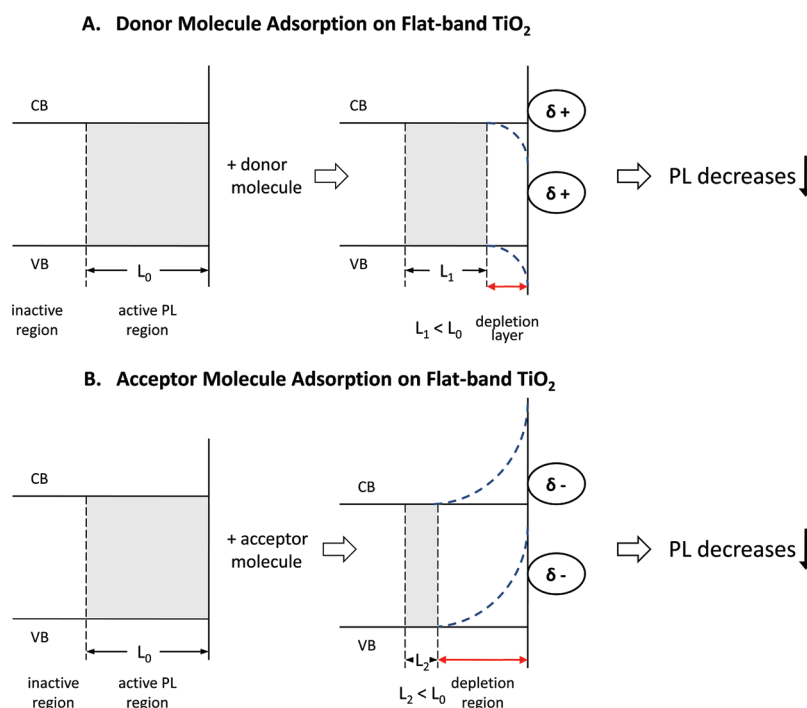 A. Donor Molecule Adsorption on Flat-band TiO₂
CB
VB
L₀
inactive
region
active PL
region
+ donor
molecule
CB
VB
L₁
L₁ < L₀
depletion
layer
δ +
δ +
PL decreases
B. Acceptor Molecule Adsorption on Flat-band TiO₂
CB
VB
L₀
inactive
region
active PL
region
+ acceptor
molecule
CB
VB
L₂
L₂ < L₀
depletion
region
δ -
δ -
PL decreases